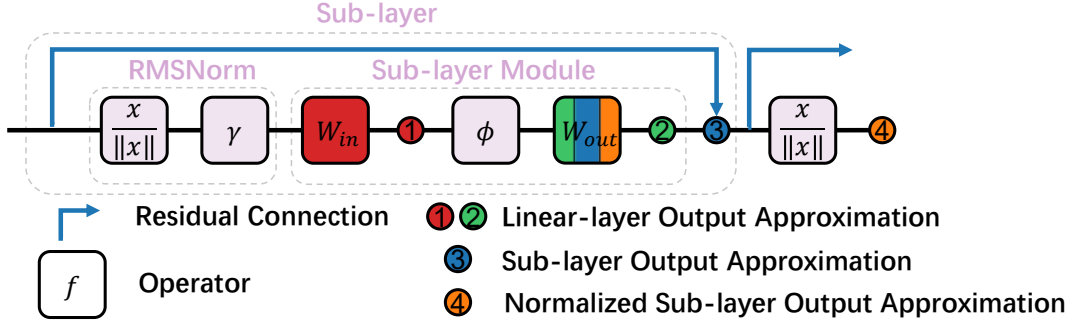 Sub-layer
RMSNorm
Sub-layer Module
x
‖x‖
γ
W_in
1
ϕ
W_out
2
3
x
‖x‖
4
Residual Connection
1 2 Linear-layer Output Approximation
3 Sub-layer Output Approximation
f Operator
4 Normalized Sub-layer Output Approximation